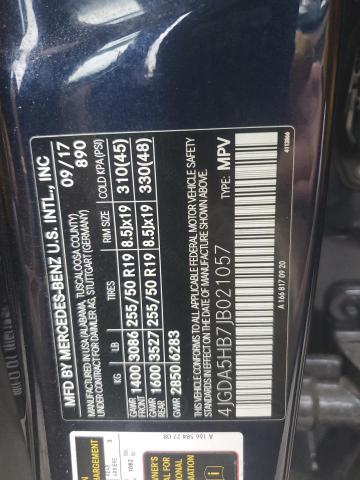 MFD BY MERCEDES-BENZ U.S. INTL., INC
MANUFACTURED IN USA (ALABAMA, TUSCALOOSA COUNTY)
UNDER CONTRACT FOR DAIMLER AG, STUTTGART (GERMANY)
09/17
890
KG LB TIRES RIM SIZE COLD KPA (PSI)
GAWR FRONT 1400 3086 255/50 R19 8.5Jx19 310(45)
GAWR REAR 1600 3527 255/50 R19 8.5Jx19 330(48)
GVWR 2850 6283
THIS VEHICLE CONFORMS TO ALL APPLICABLE FEDERAL MOTOR VEHICLE SAFETY
STANDARDS IN EFFECT ON THE DATE OF MANUFACTURE SHOWN ABOVE.
4JGDA5HB7JB021057
TYPE: MPV
A 166 817 09 20
4112866
A 166 584 27 08